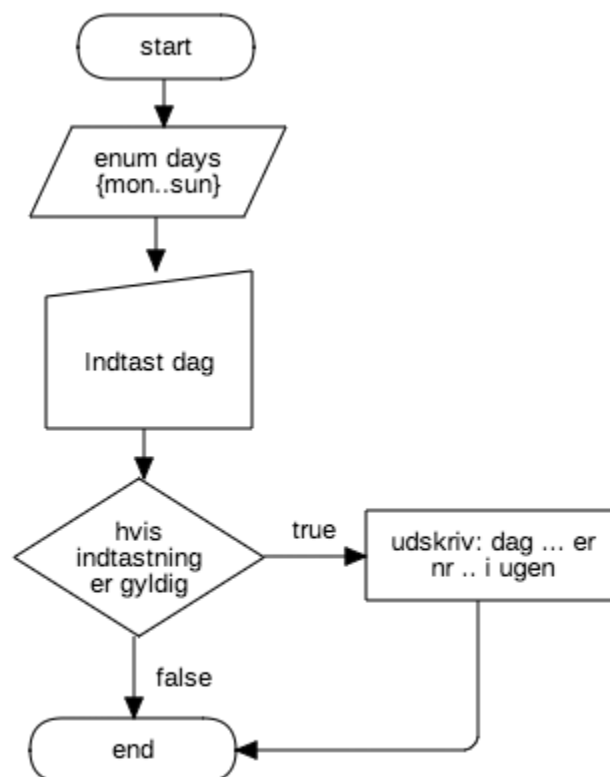 start
enum days
{mon..sun}
Indtast dag
hvis
indtastning
er gyldig
true
udskriv: dag ... er
nr .. i ugen
false
end